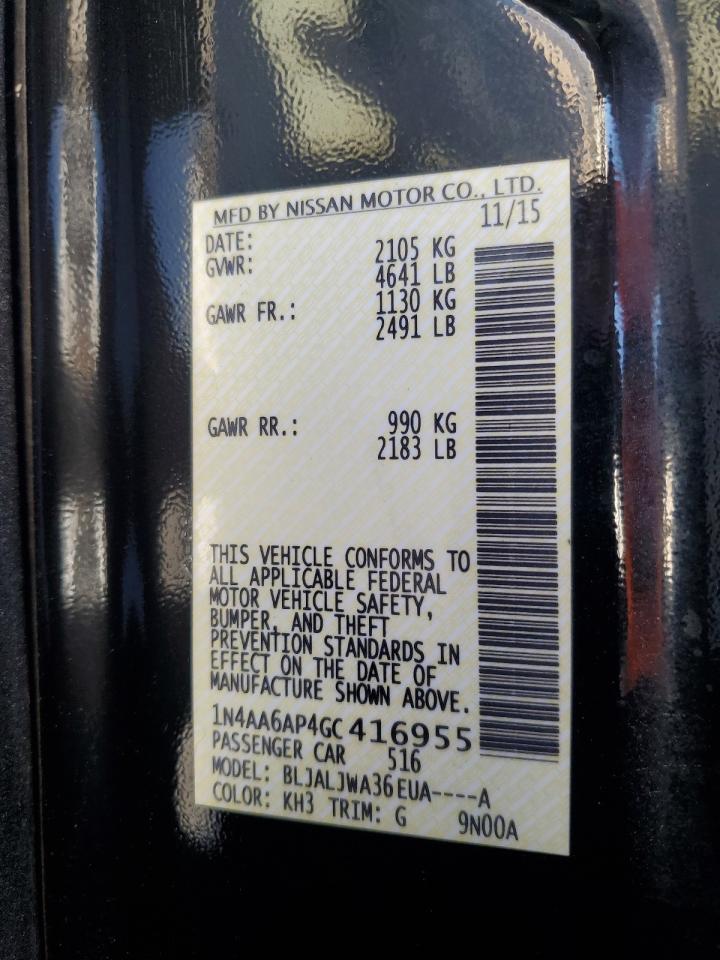 MFD BY NISSAN MOTOR CO., LTD.
DATE: 11/15
GVWR: 2105 KG
4641 LB
GAWR FR.: 1130 KG
2491 LB
GAWR RR.: 990 KG
2183 LB
THIS VEHICLE CONFORMS TO
ALL APPLICABLE FEDERAL
MOTOR VEHICLE SAFETY,
BUMPER, AND THEFT
PREVENTION STANDARDS IN
EFFECT ON THE DATE OF
MANUFACTURE SHOWN ABOVE.
1N4AA6AP4GC416955
PASSENGER CAR 516
MODEL: BLJALJWA36EUA----A
COLOR: KH3 TRIM: G 9N00A